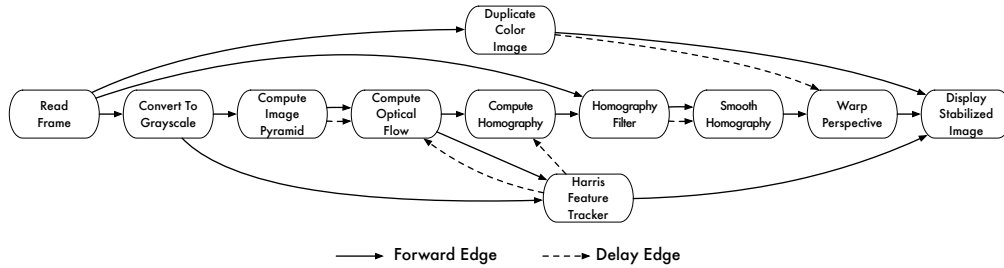 Duplicate
Color
Image
Read
Frame
Convert To
Grayscale
Compute
Image
Pyramid
Compute
Optical
Flow
Compute
Homography
Homography
Filter
Smooth
Homography
Warp
Perspective
Display
Stabilized
Image
Harris
Feature
Tracker
Forward Edge
Delay Edge